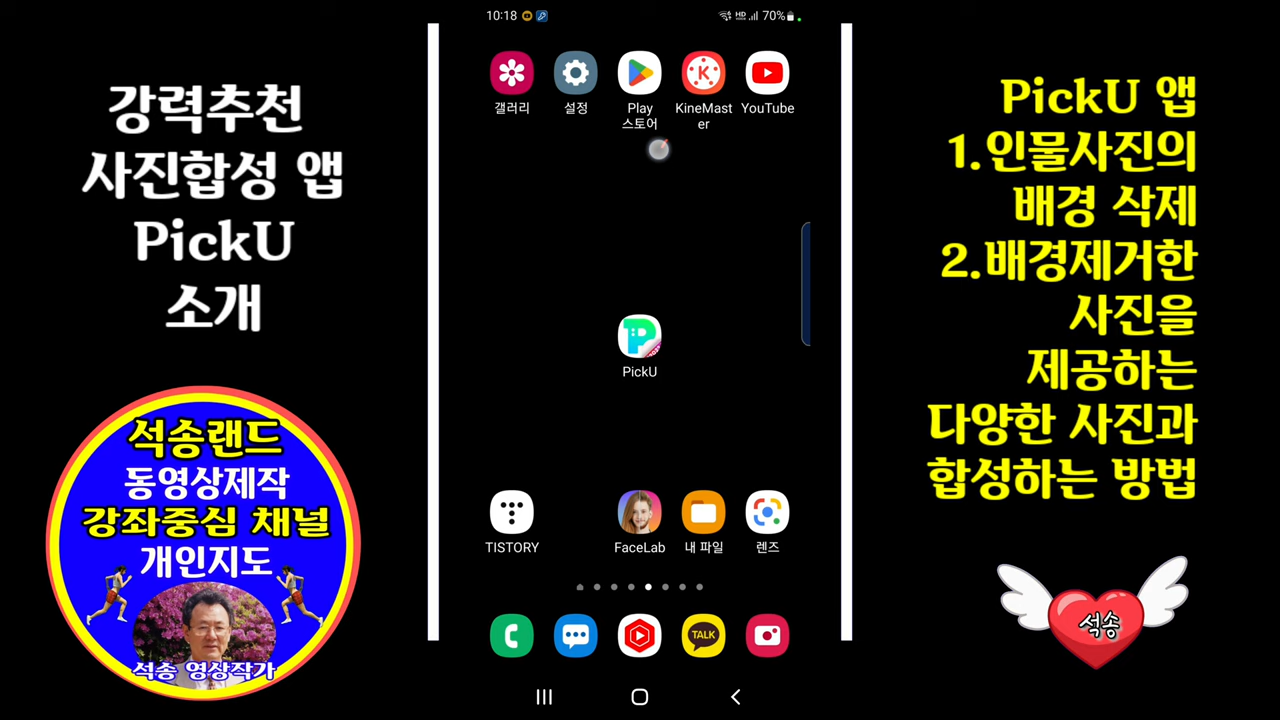 강력추천
사진합성 앱
PickU
소개
석송랜드
동영상제작
강좌중심 채널
개인지도
석송 영상작가
10:18
HD
70%
갤러리
설정
Play
스토어
KineMast
er
YouTube
PickU
TISTORY
FaceLab
내 파일
렌즈
TALK
PickU 앱
1.인물사진의
배경 삭제
2.배경제거한
사진을
제공하는
다양한 사진과
합성하는 방법
석송